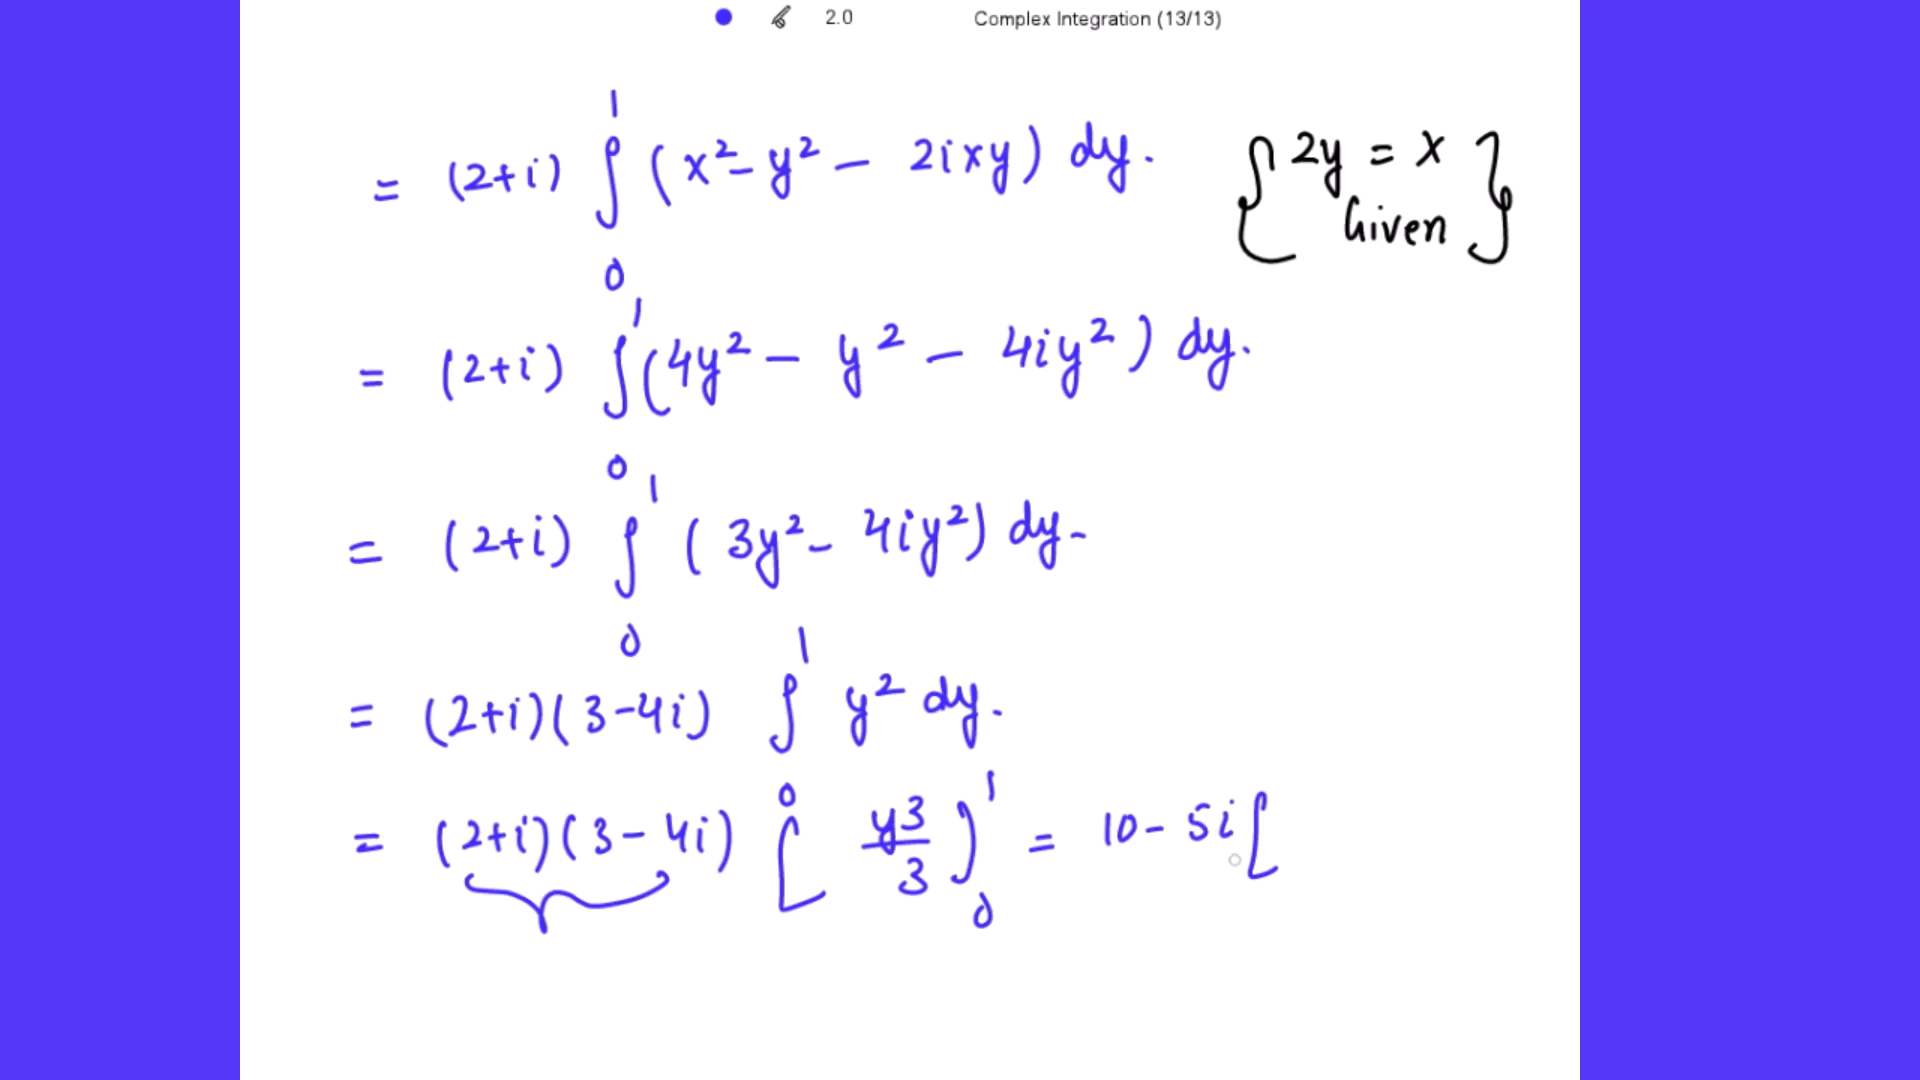 2.0 Complex Integration (13/13)
= (2+i) ∫₀¹ (x² - y² - 2ixy) dy. {2y = x
Given}
= (2+i) ∫₀¹ (4y² - y² - 4iy²) dy.
= (2+i) ∫₀¹ (3y² - 4iy²) dy-
= (2+i)(3-4i) ∫₀¹ y² dy.
= (2+i)(3-4i) [y3/3)₀¹ = 10-5i[